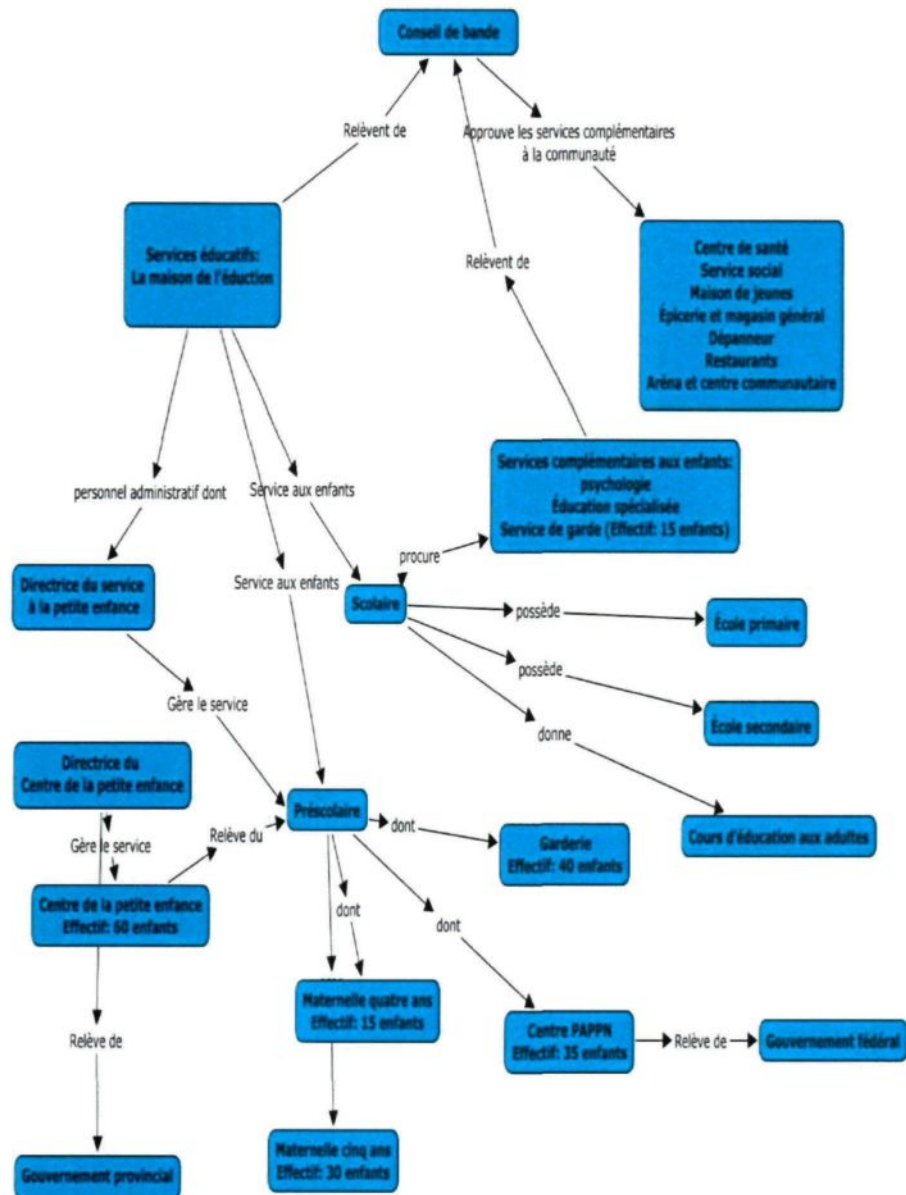 Conseil de bande
Relèvent de
Approuve les services complémentaires
à la communauté
Services éducatifs:
La maison de l'éduction
Relèvent de
Centre de santé
Service social
Maison de jeunes
Épicerie et magasin général
Dépanneur
Restaurants
Aréna et centre communautaire
Services complémentaires aux enfants:
psychologie
Éducation spécialisée
Service de garde (Effectif: 15 enfants)
personnel administratif dont
Service aux enfants
procure
Directrice du service
à la petite enfance
Service aux enfants
Scolaire
possède
École primaire
possède
Gère le service
École secondaire
donne
Directrice du
Centre de la petite enfance
Préscolaire
dont
Relève du
Gère le service
Garderie
Effectif: 40 enfants
Cours d'éducation aux adultes
Centre de la petite enfance
Effectif: 60 enfants
dont
dont
Maternelle quatre ans
Effectif: 15 enfants
Centre PAPPN
Effectif: 35 enfants
Relève de
Gouvernement fédéral
Relève de
Gouvernement provincial
Maternelle cinq ans
Effectif: 30 enfants